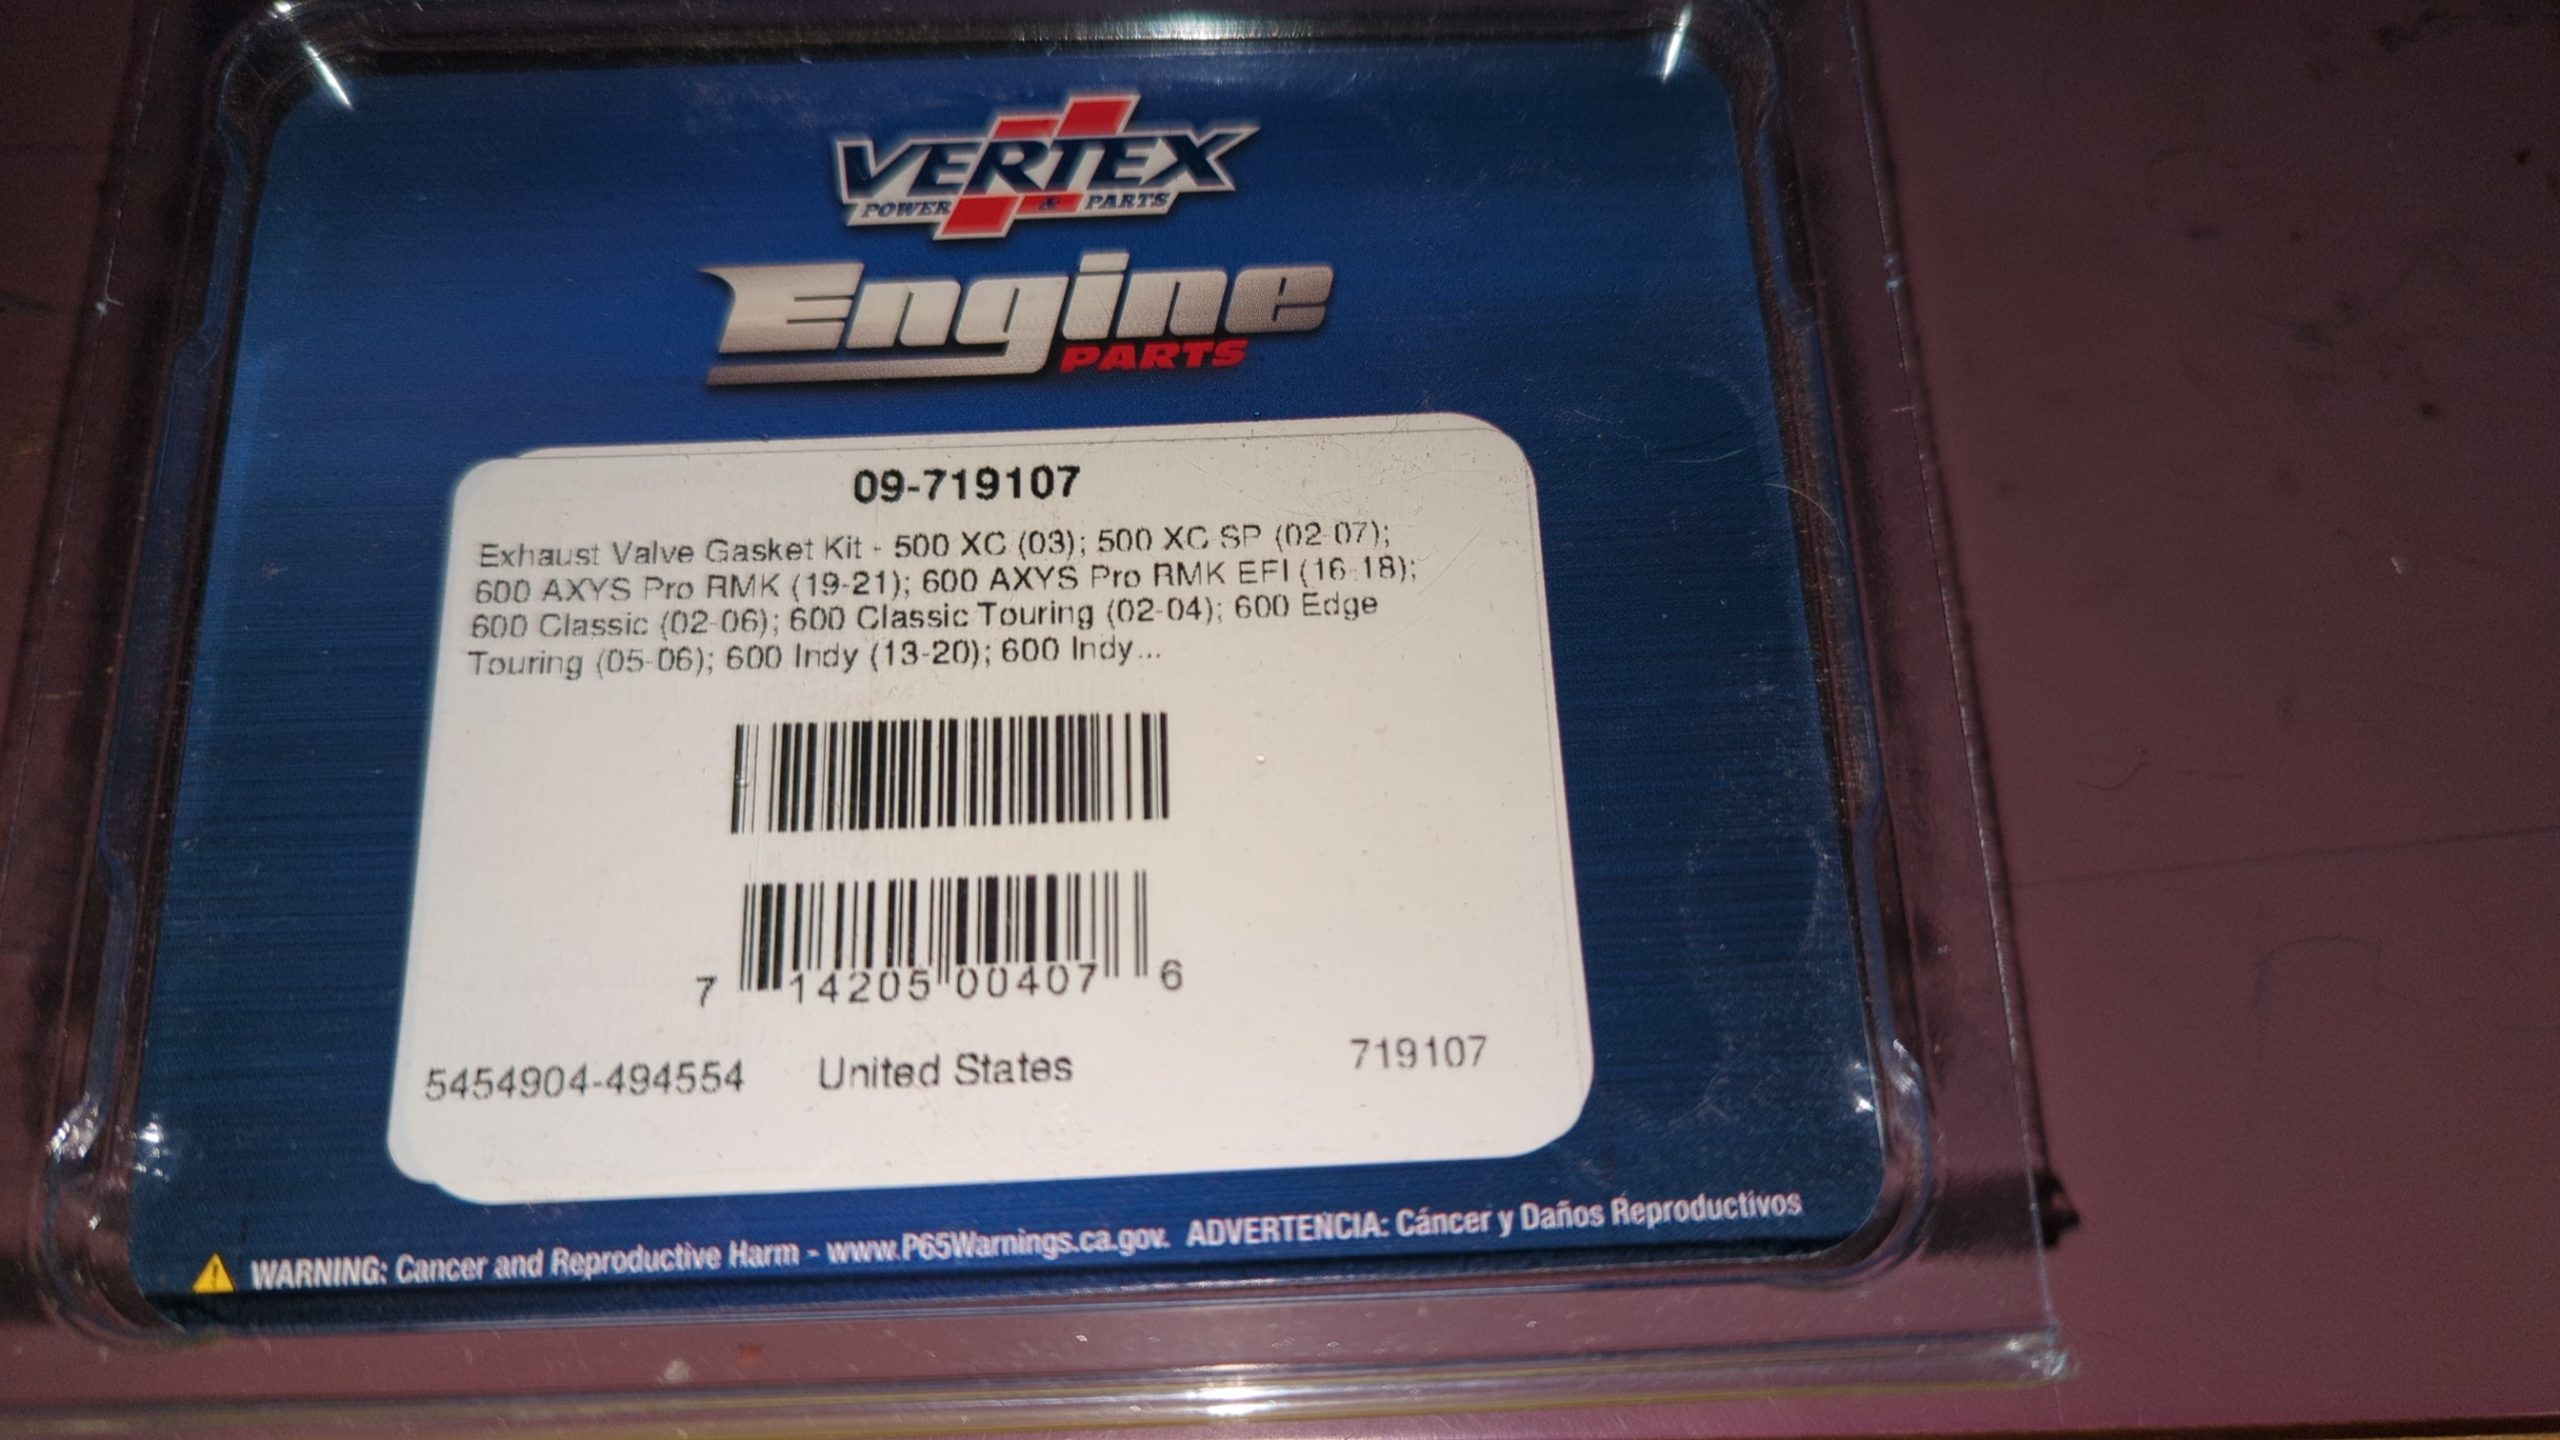 VERTEX
POWER & PARTS
Engine
PARTS
09-719107
Exhaust Valve Gasket Kit - 500 XC (03); 500 XC SP (02-07);
600 AXYS Pro RMK (19-21); 600 AXYS Pro RMK EFI (16-18);
600 Classic (02-06); 600 Classic Touring (02-04); 600 Edge
Touring (05-06); 600 Indy (13-20); 600 Indy...
7 14205 00407 6
5454904-494554 United States 719107
WARNING: Cancer and Reproductive Harm - www.P65Warnings.ca.gov. ADVERTENCIA: Cáncer y Daños Reproductivos